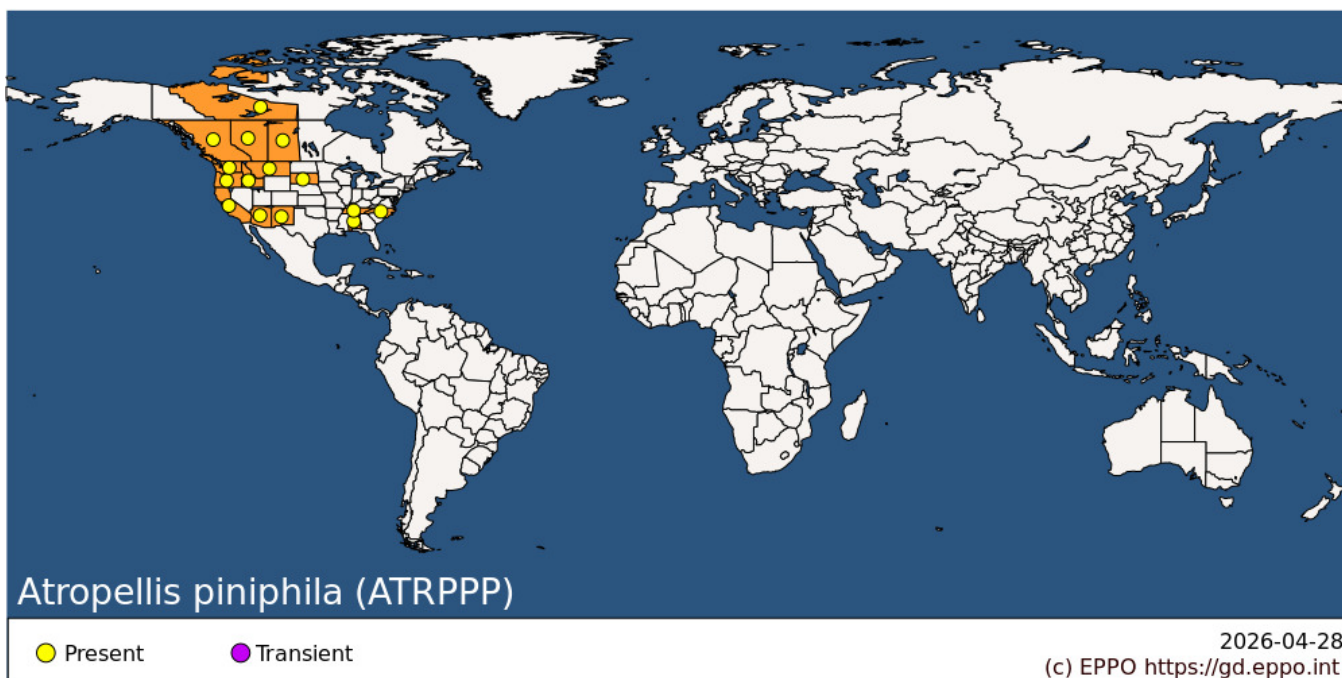 Atropellis piniphila (ATRPPP)
Present
Transient
2026-04-28
(c) EPPO https://gd.eppo.int